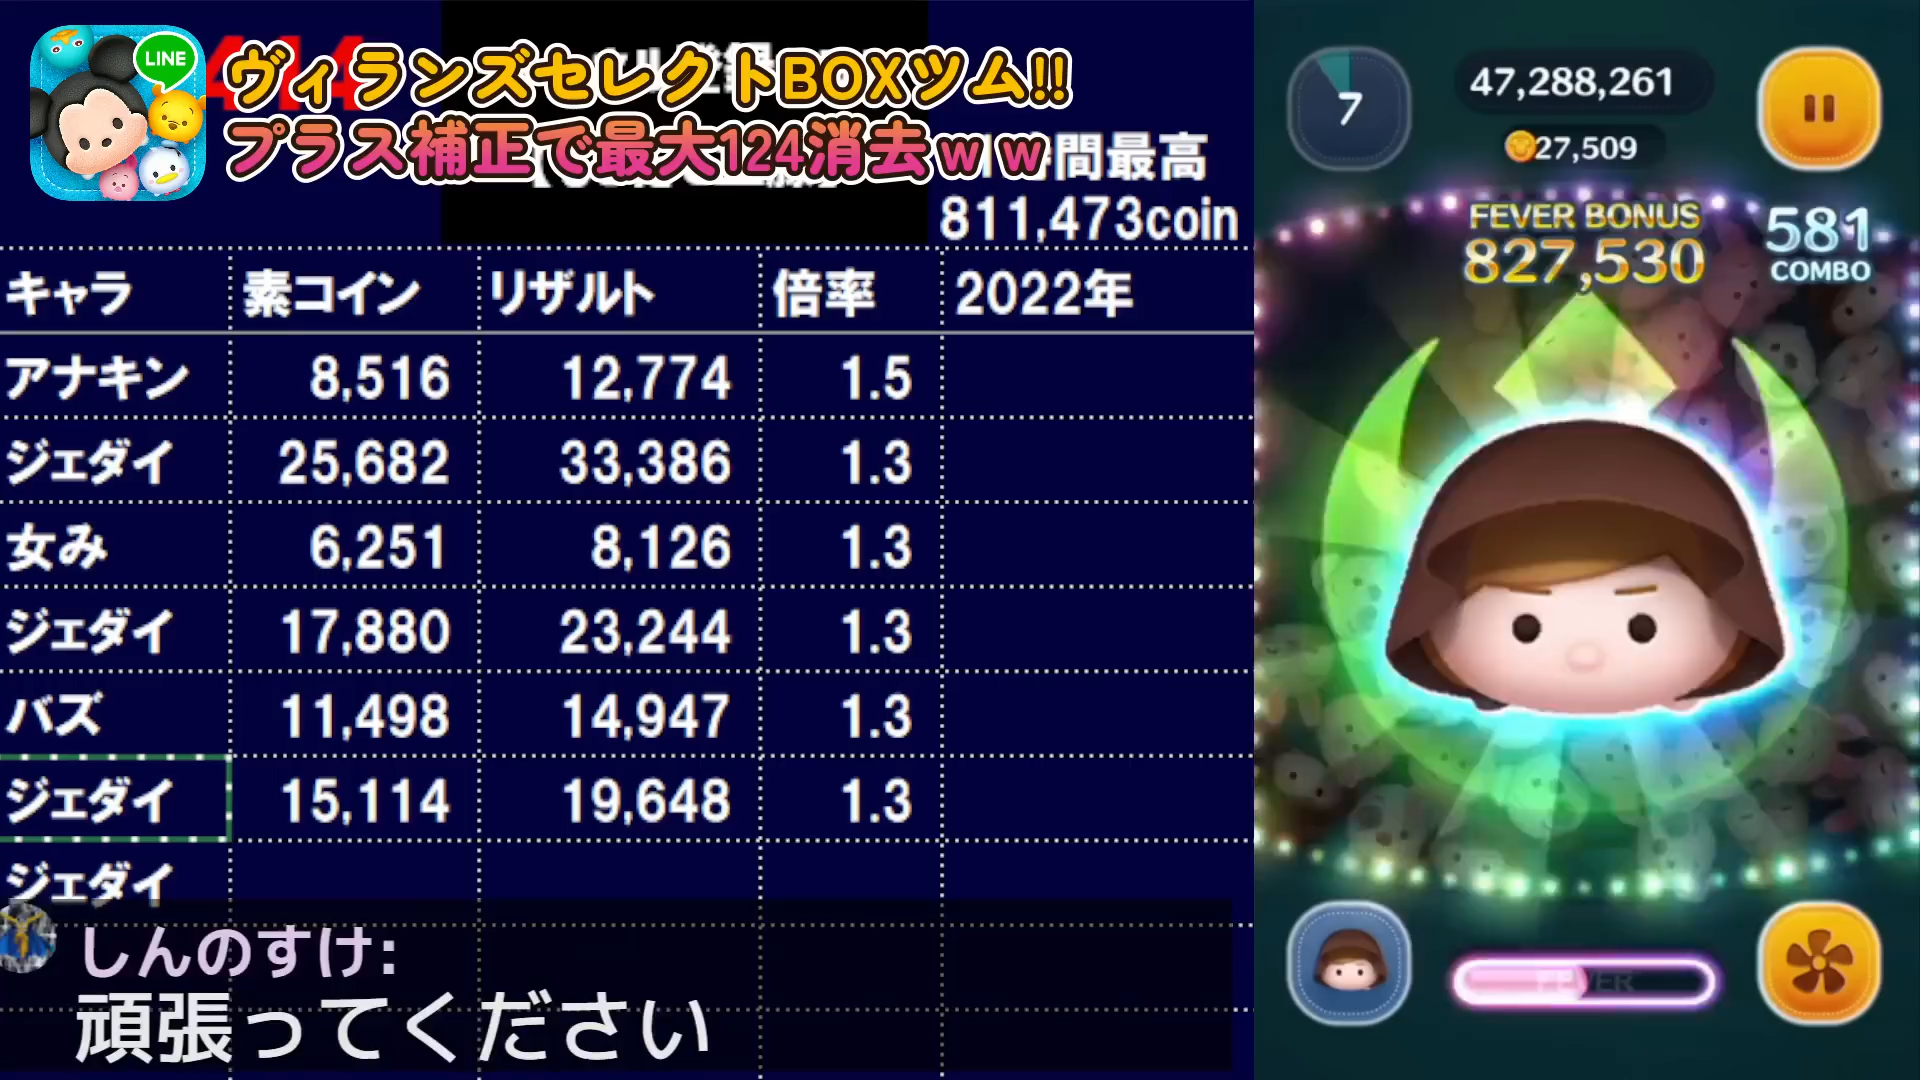 LINE
ヴィランズセレクトBOXツム!!
プラス補正で最大124消去ｗｗ
時間最高
811,473coin
キャラ 素コイン リザルト 倍率 2022年
アナキン 8,516 12,774 1.5
ジェダイ 25,682 33,386 1.3
女み 6,251 8,126 1.3
ジェダイ 17,880 23,244 1.3
バズ 11,498 14,947 1.3
ジェダイ 15,114 19,648 1.3
ジェダイ
しんのすけ:
頑張ってください
7
47,288,261
27,509
FEVER BONUS
827,530
581
COMBO
FEVER